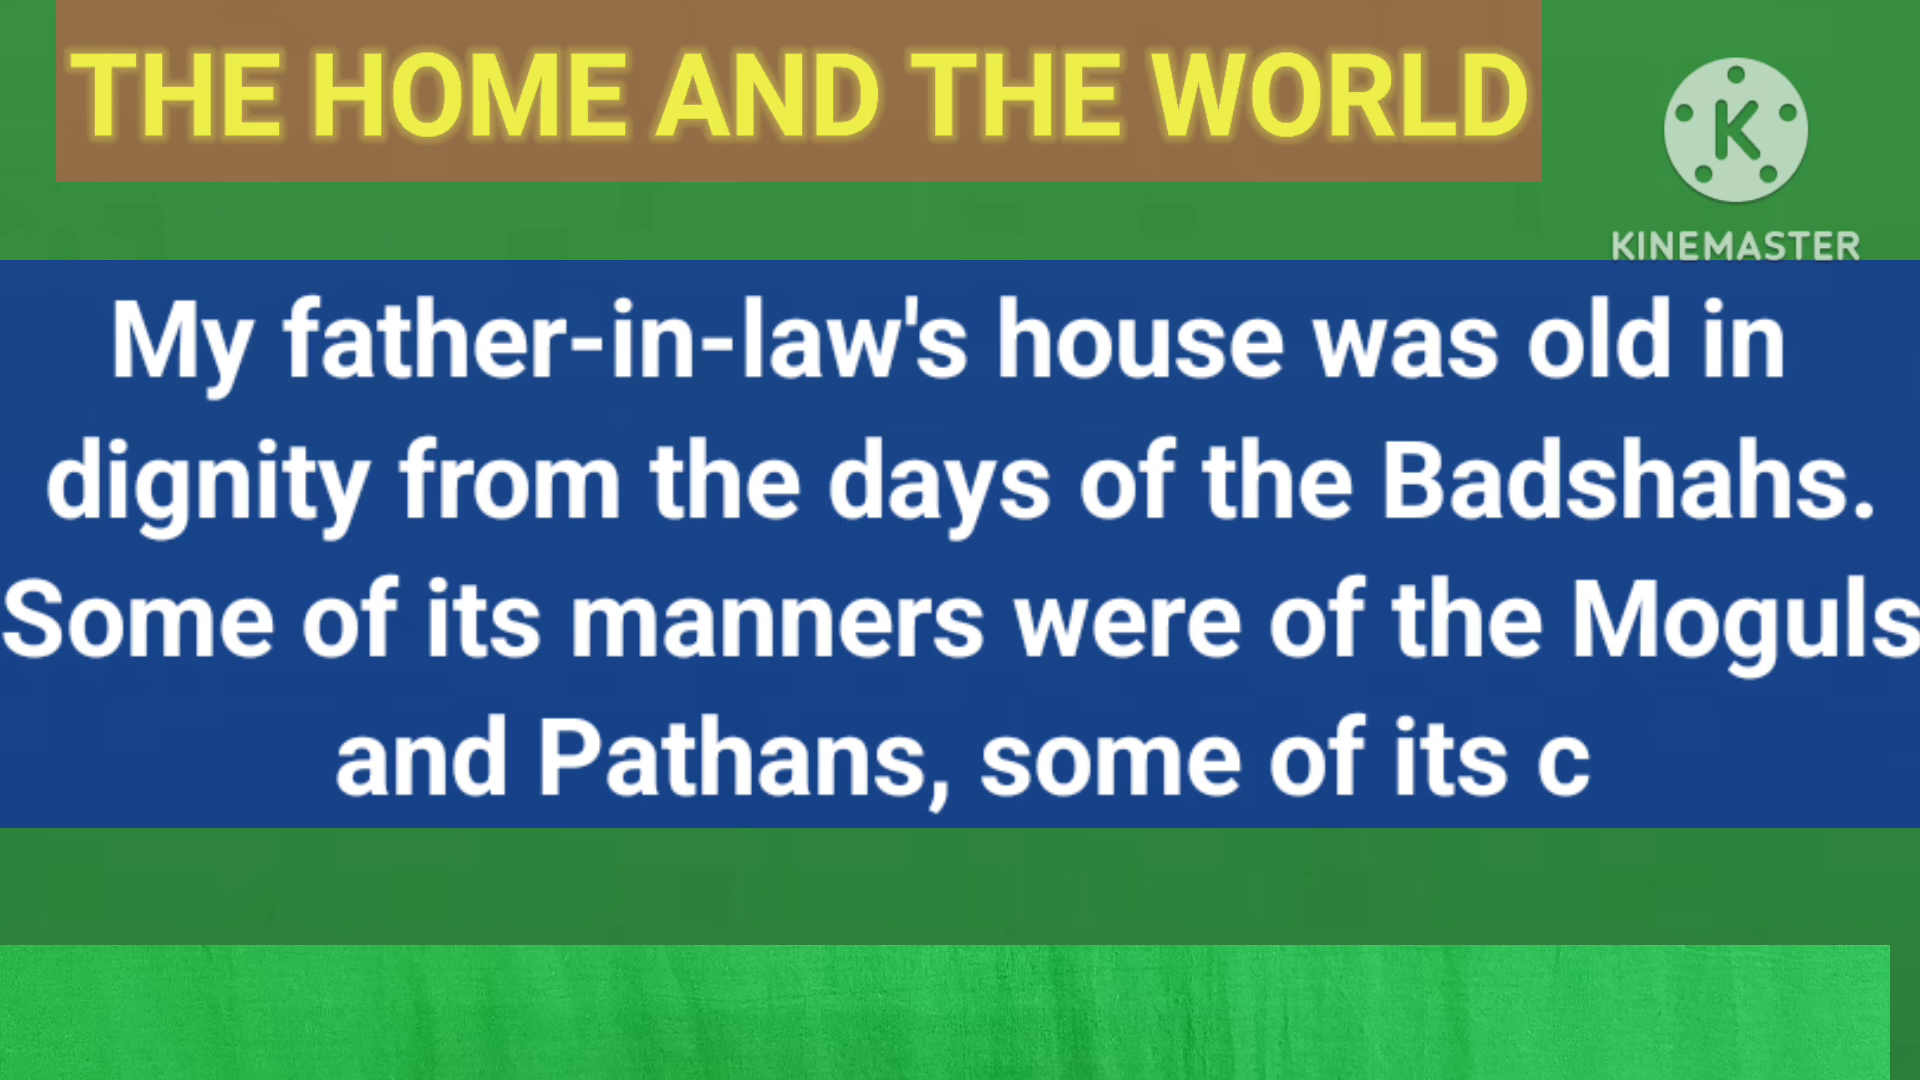 THE HOME AND THE WORLD
KINEMASTER
My father-in-law's house was old in
dignity from the days of the Badshahs.
Some of its manners were of the Moguls
and Pathans, some of its c